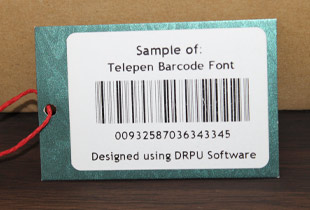 Sample of:
Telepen Barcode Font
00932587036343345
Designed using DRPU Software